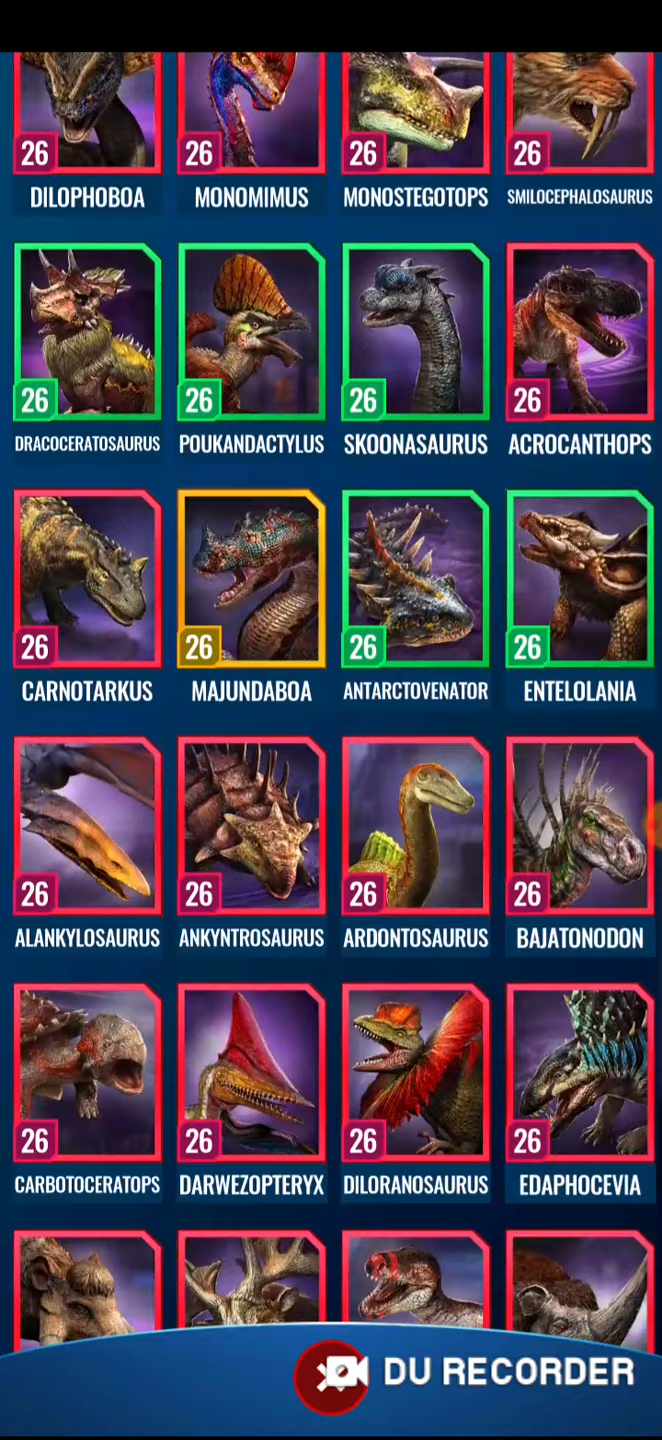 26 26 26 26
DILOPHOBOA MONOMIMUS MONOSTEGOTOPS SMILOCEPHALOSAURUS
26 26 26 26
DRACOCERATOSAURUS POUKANDACTYLUS SKOONASAURUS ACROCANTHOPS
26 26 26 26
CARNOTARKUS MAJUNDABOA ANTARCTOVENATOR ENTELOLANIA
26 26 26 26
ALANKYLOSAURUS ANKYNTROSAURUS ARDONTOSAURUS BAJATONODON
26 26 26 26
CARBOTOCERATOPS DARWEZOPTERYX DILORANOSAURUS EDAPHOCEVIA
DU RECORDER